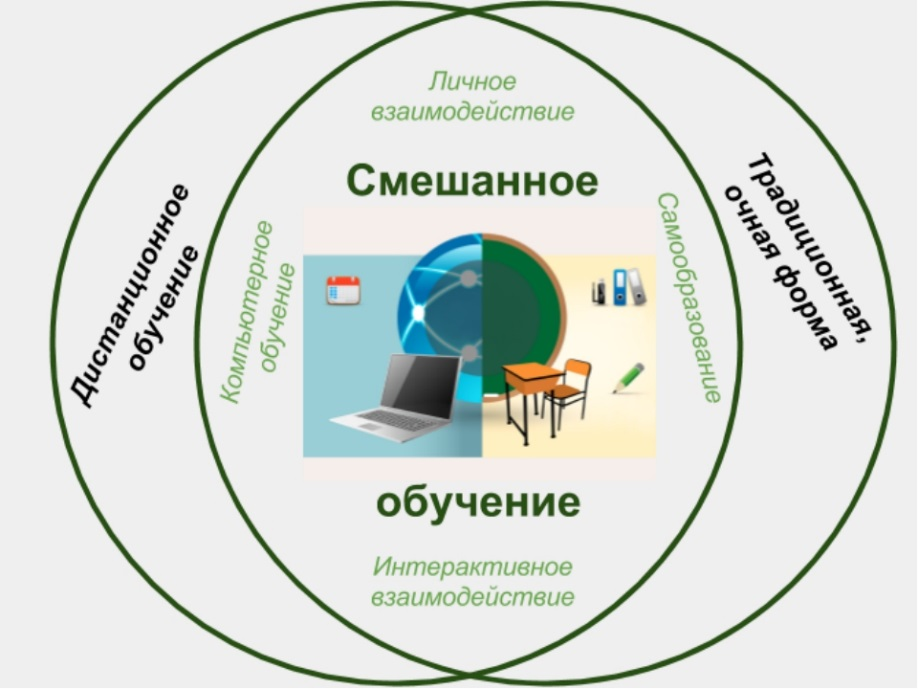 Личное
взаимодействие
Смешанное
Дистанционное
обучение
Компьютерное
обучение
Самообразование
Традиционная,
очная форма
обучение
Интерактивное
взаимодействие